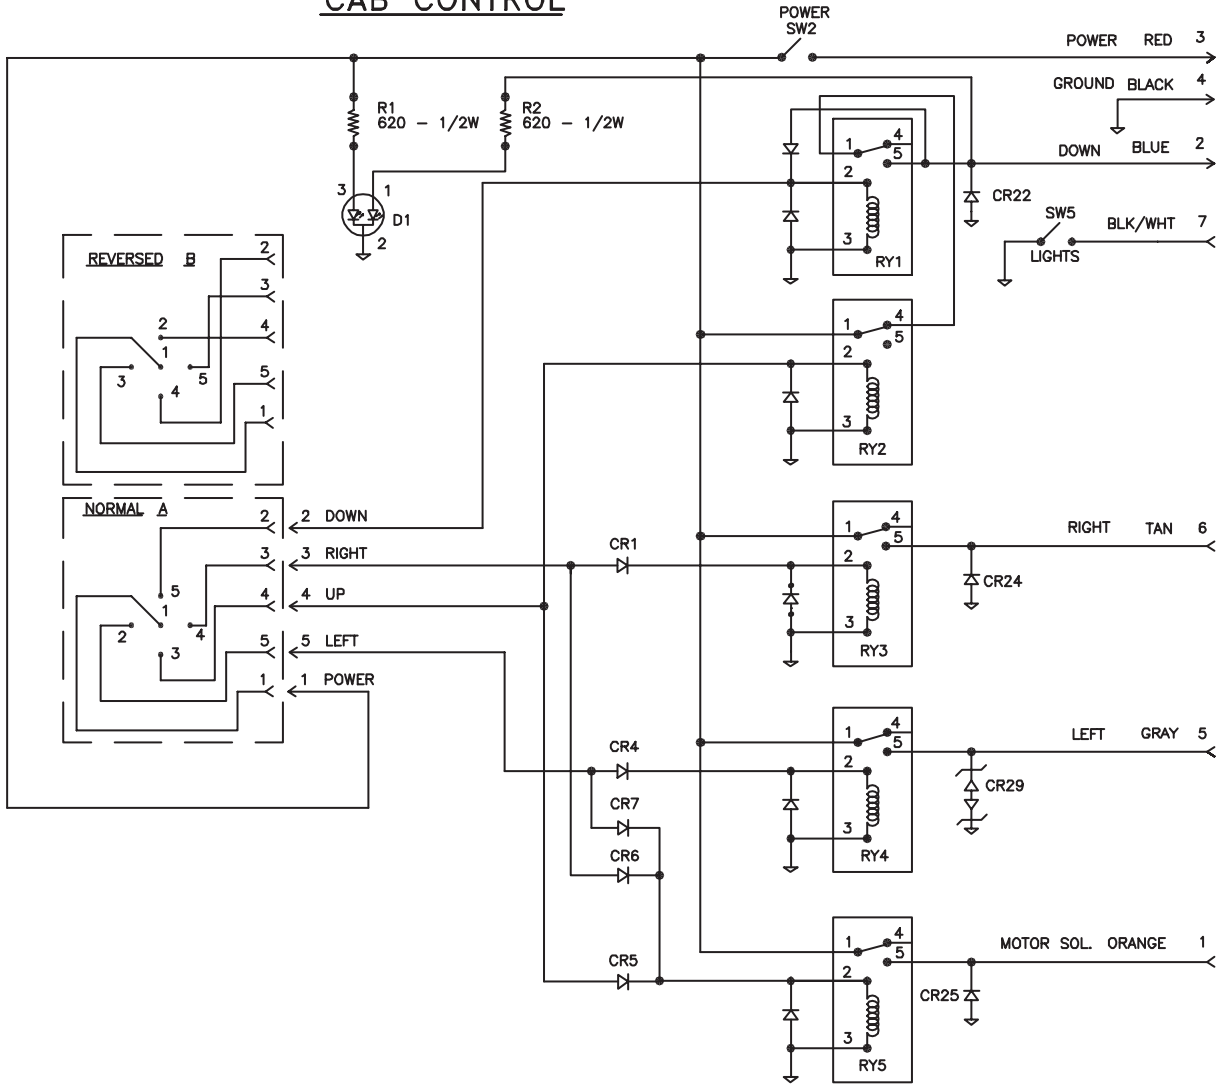 CAB CONTROL
POWER
SW2
POWER RED 3
GROUND BLACK 4
R1
620 - 1/2W
R2
620 - 1/2W
1 4
5
DOWN BLUE 2
2
CR22
3 1
D1
2
SW5
BLK/WHT 7
LIGHTS
3
RY1
REVERSED B
2
3
4
5
1
2
1
3 5
4
1 4
5
2
3
RY2
NORMAL A
2
3
4
5
1
5
1
2 4
3
2 DOWN
3 RIGHT
4 UP
5 LEFT
1 POWER
CR1
1 4
5
RIGHT TAN 6
2
CR24
3
RY3
CR4
CR7
CR6
CR5
1 4
5
LEFT GRAY 5
2
CR29
3
RY4
1 4
5
MOTOR SOL. ORANGE 1
2
CR25
3
RY5